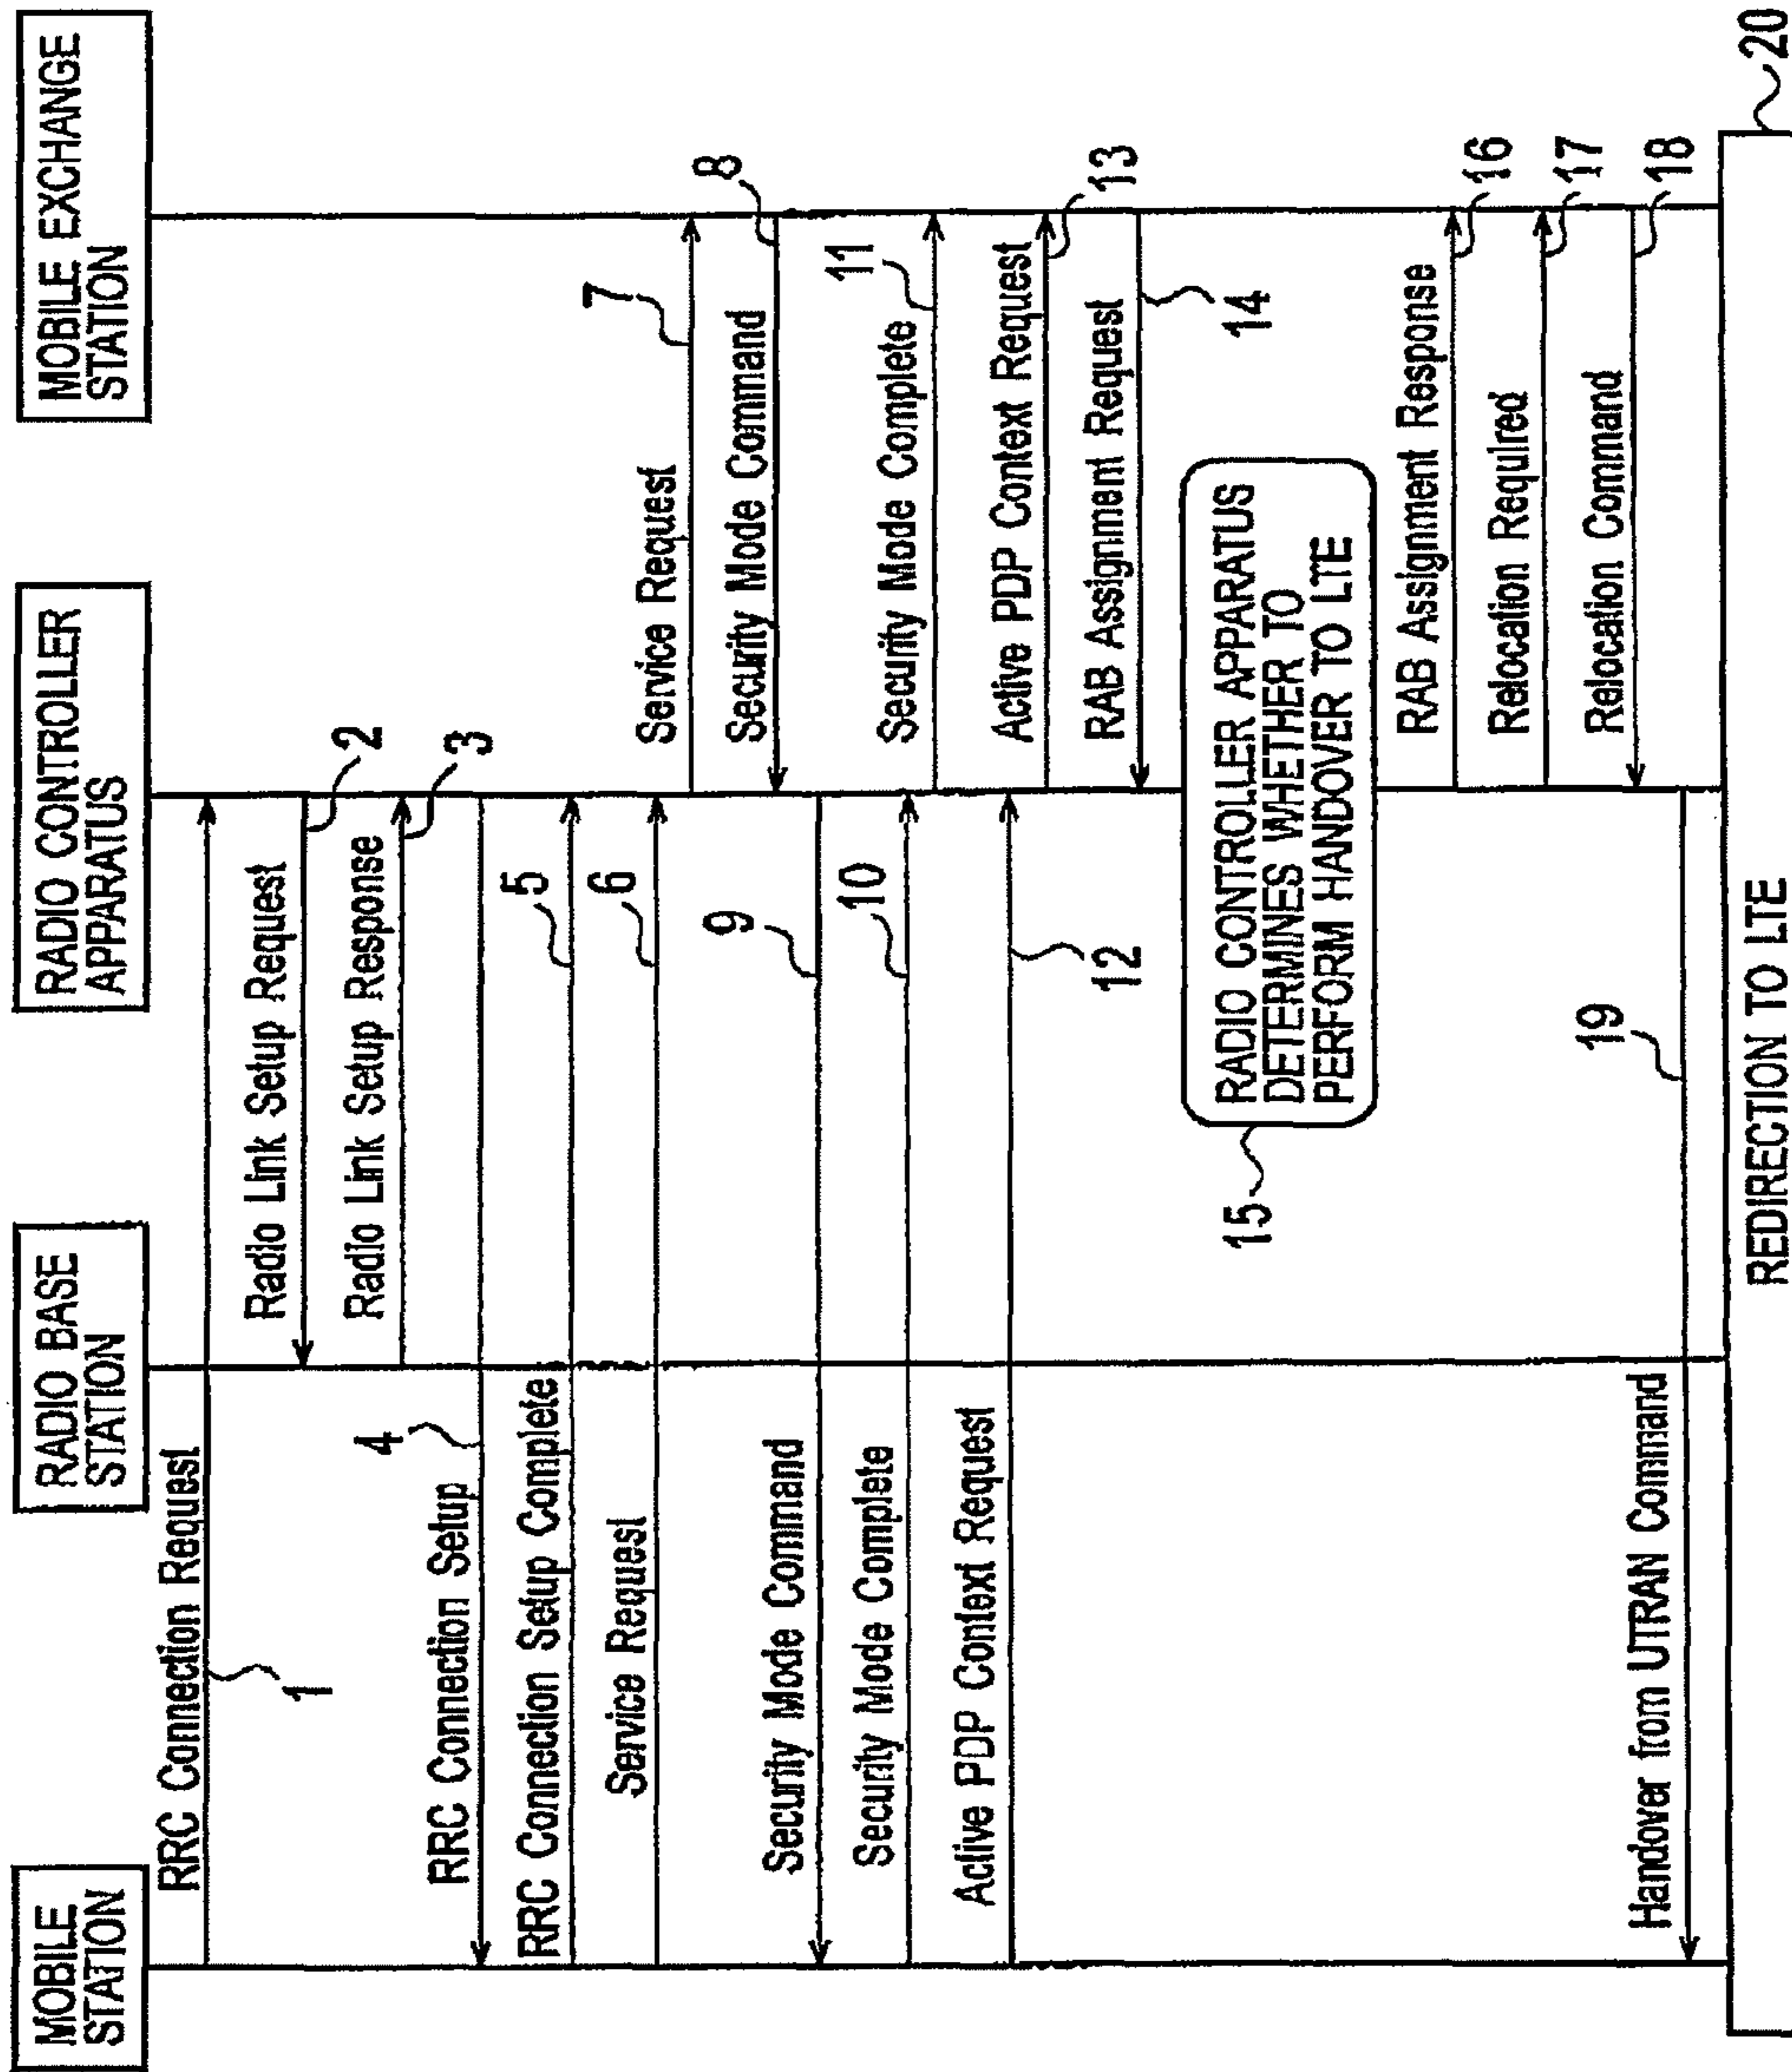 MOBILE
STATION
RADIO BASE
STATION
RADIO CONTROLLER
APPARATUS
MOBILE EXCHANGE
STATION
RRC Connection Request
1
Radio Link Setup Request
2
Radio Link Setup Response
3
RRC Connection Setup
4
RRC Connection Setup Complete
5
Service Request
6
Service Request
7
Security Mode Command
8
Security Mode Command
9
Security Mode Complete
10
Security Mode Complete
11
Active PDP Context Request
12
Active PDP Context Request
13
RAB Assignment Request
14
RADIO CONTROLLER APPARATUS
DETERMINES WHETHER TO
PERFORM HANDOVER TO LTE
15
RAB Assignment Response
16
Relocation Required
17
Relocation Command
18
Handover from UTRAN Command
19
REDIRECTION TO LTE
20